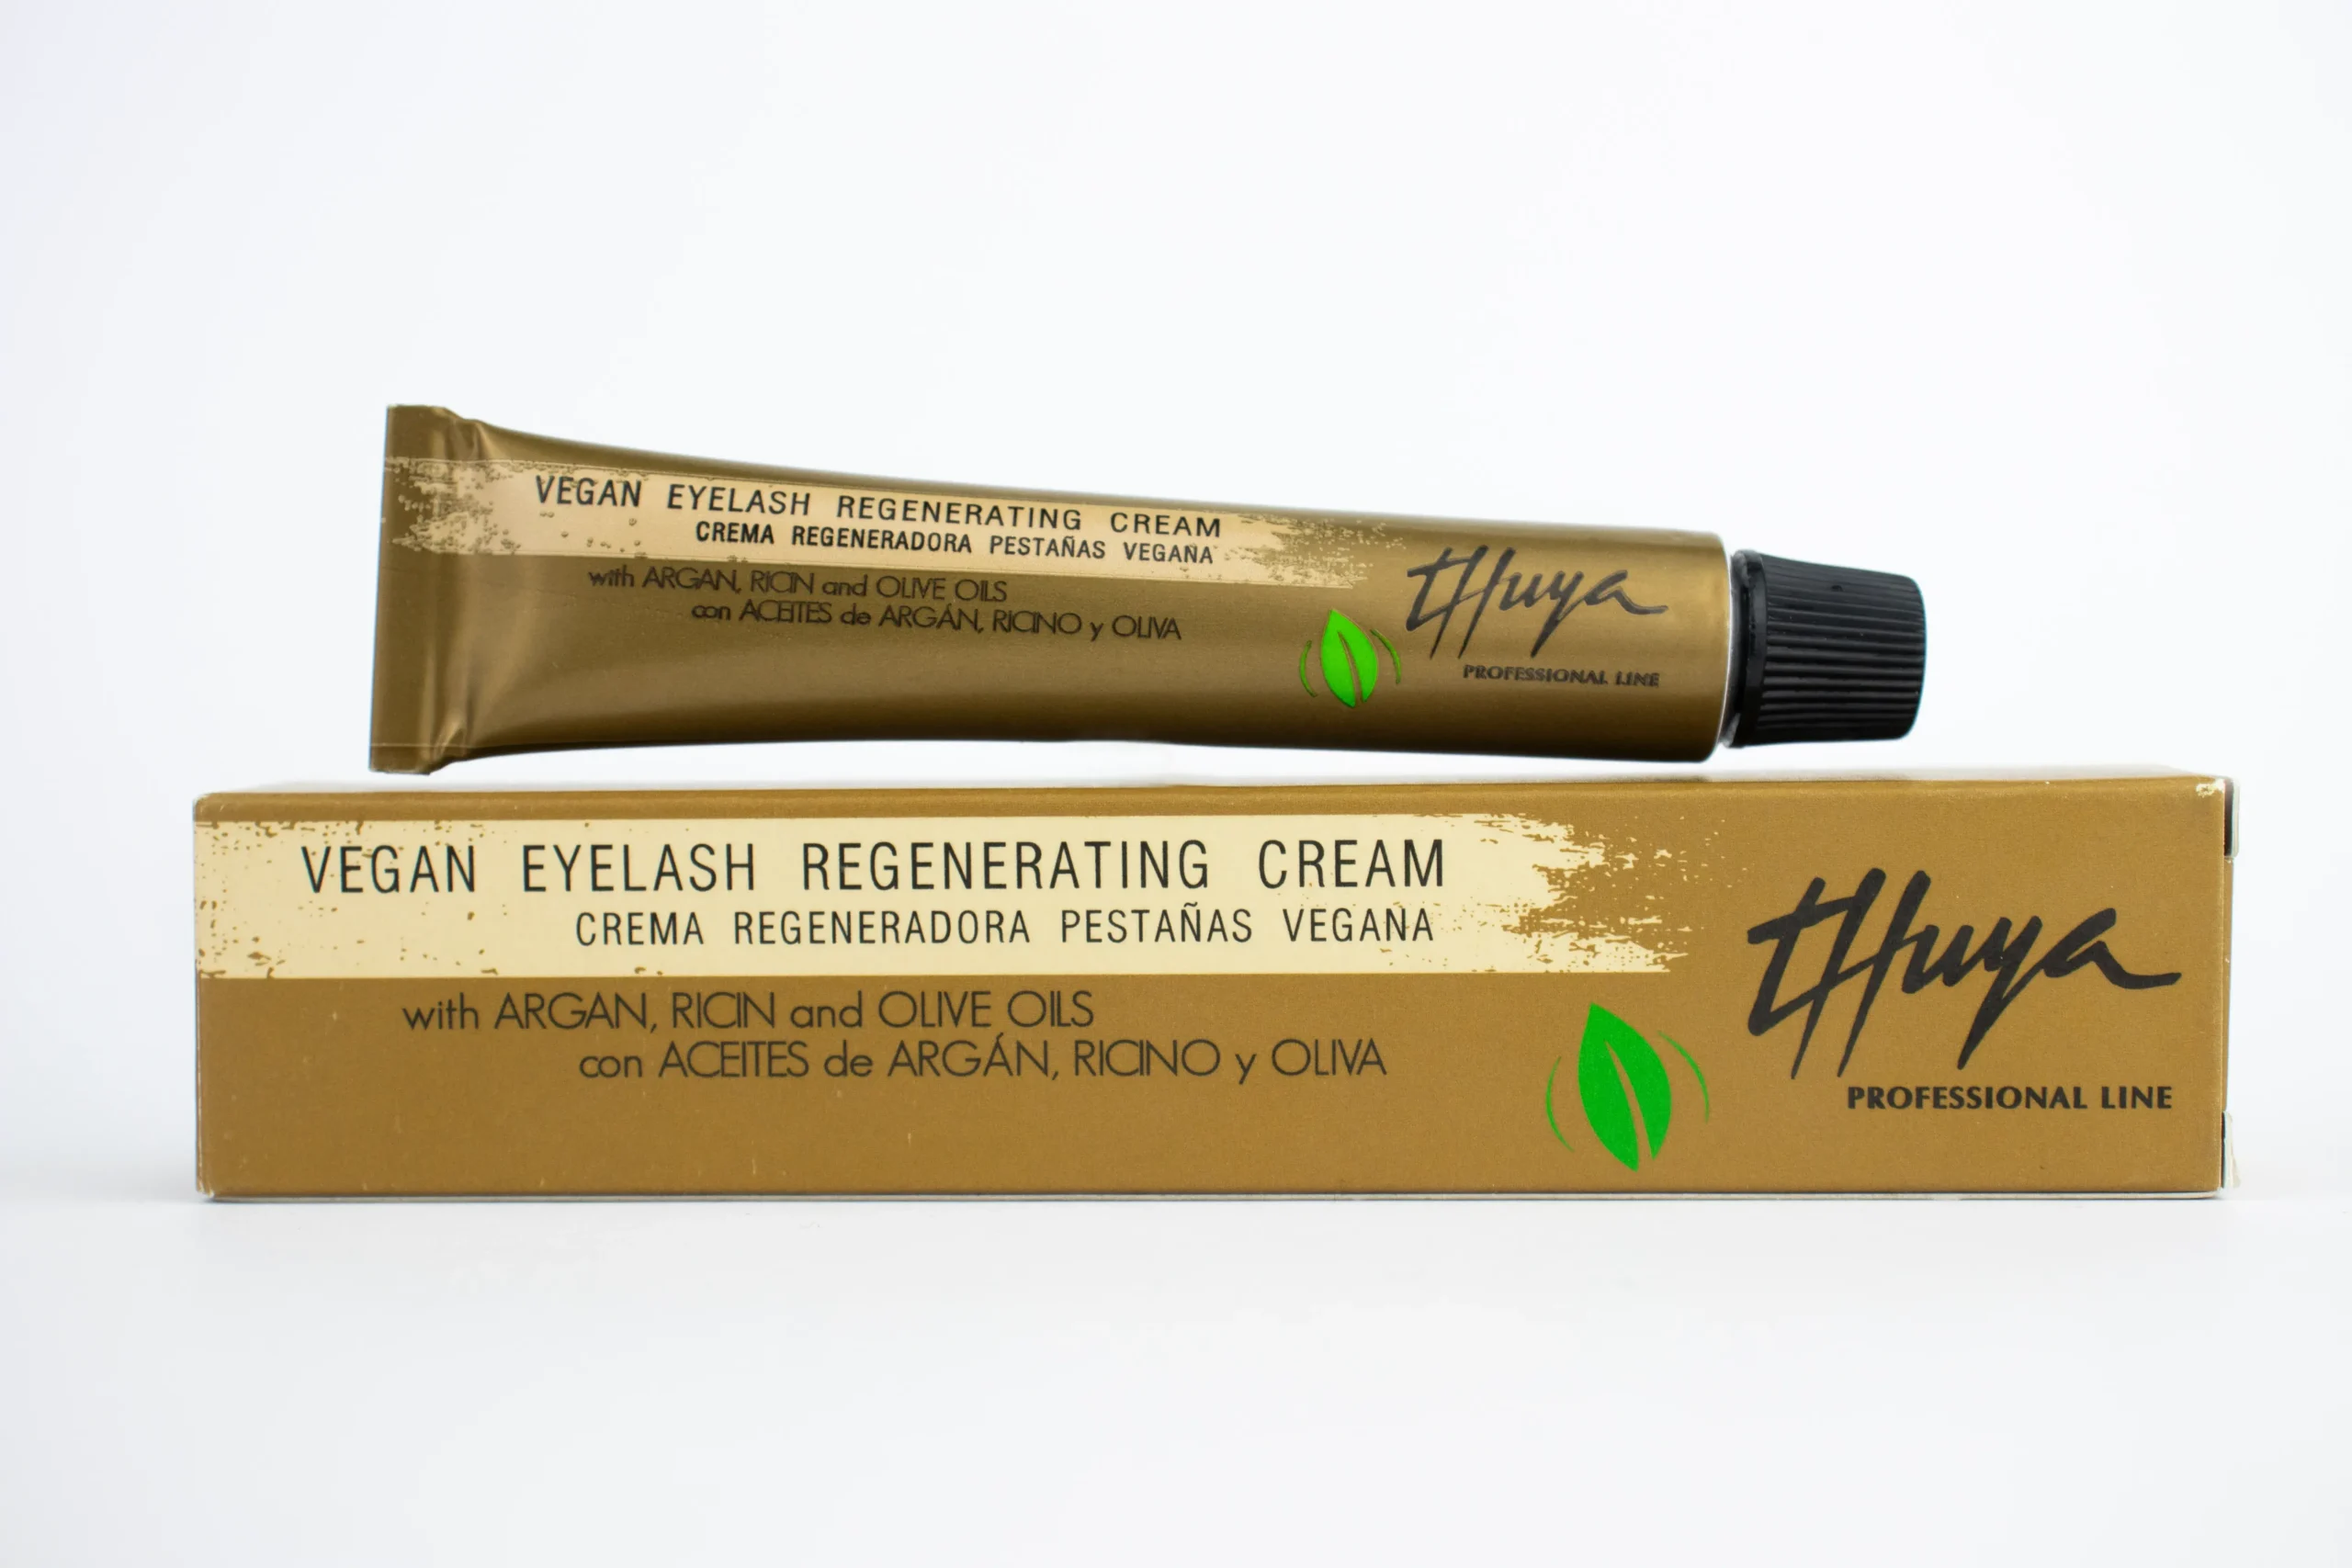 VEGAN EYELASH REGENERATING CREAM
CREMA REGENERADORA PESTAÑAS VEGANA
with ARGAN, RICIN and OLIVE OILS
con ACEITES de ARGÁN, RICINO y OLIVA
tHuya
PROFESSIONAL LINE
VEGAN EYELASH REGENERATING CREAM
CREMA REGENERADORA PESTAÑAS VEGANA
with ARGAN, RICIN and OLIVE OILS
con ACEITES de ARGÁN, RICINO y OLIVA
tHuya
PROFESSIONAL LINE